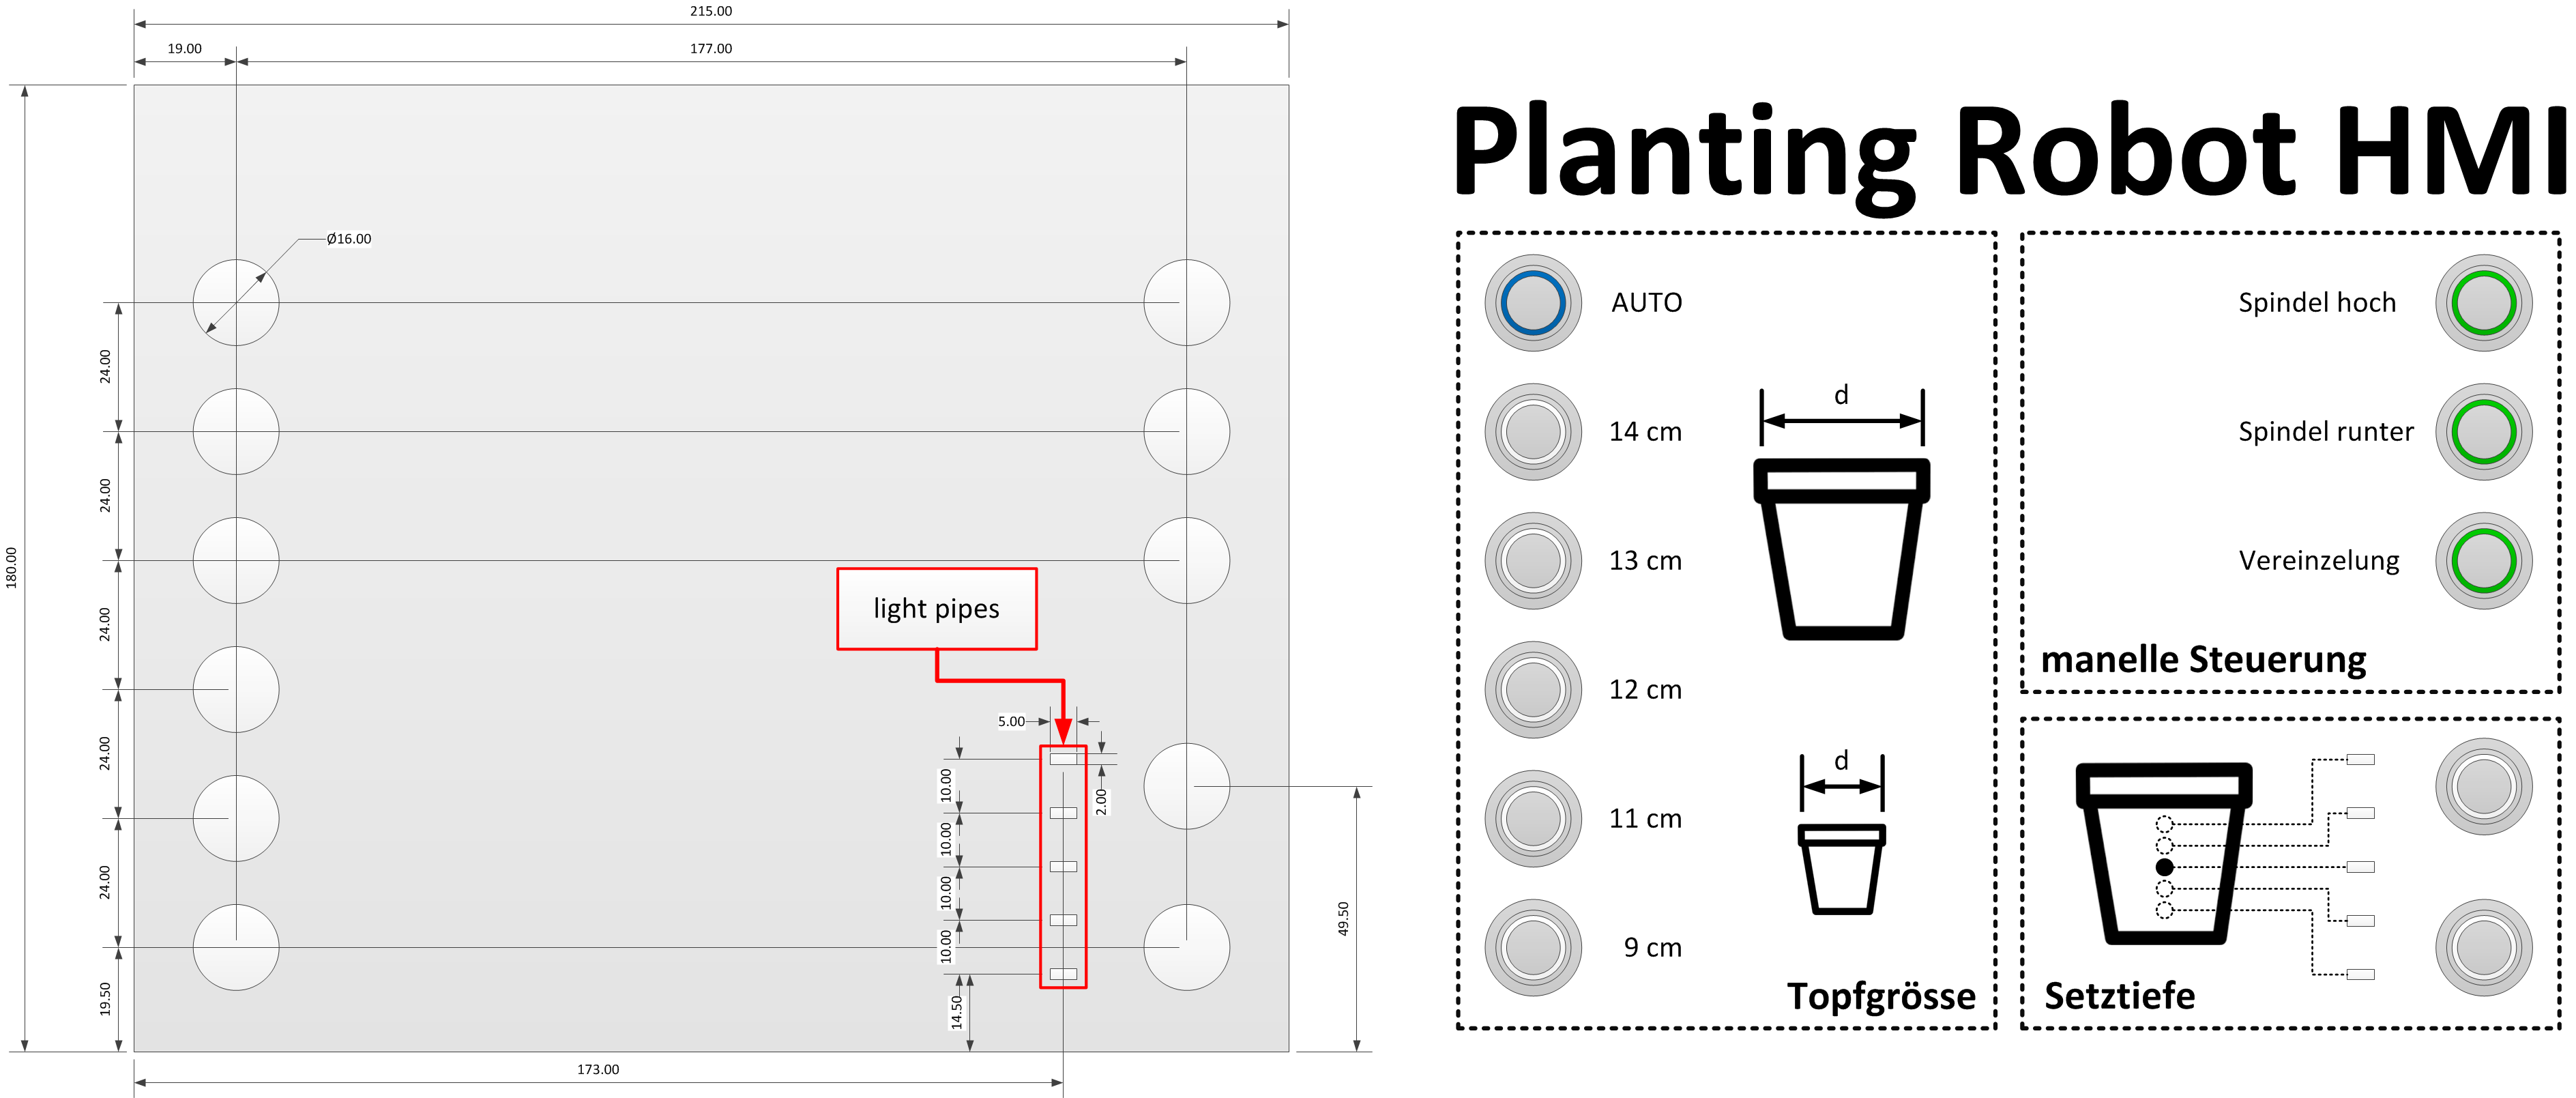 215.00
19.00
177.00
Ø16.00
24.00
24.00
180.00
24.00
light pipes
24.00
5.00
10.00
2.00
10.00
24.00
10.00
49.50
10.00
19.50
14.50
173.00
Planting Robot HMI
AUTO
14 cm
13 cm
12 cm
11 cm
9 cm
d
d
Topfgrösse
Spindel hoch
Spindel runter
Vereinzelung
manelle Steuerung
Setztiefe